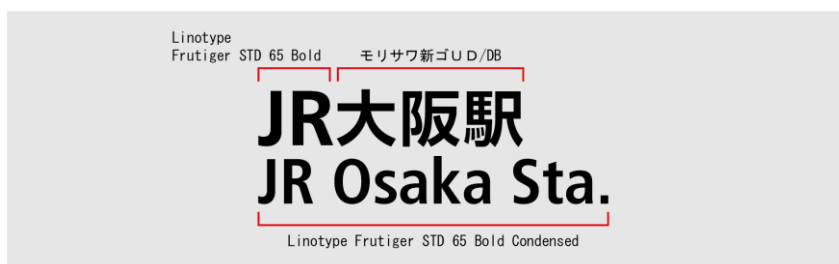 Linotype
Frutiger STD 65 Bold
モリサワ新ゴUD/DB
JR大阪駅
JR Osaka Sta.
Linotype Frutiger STD 65 Bold Condensed